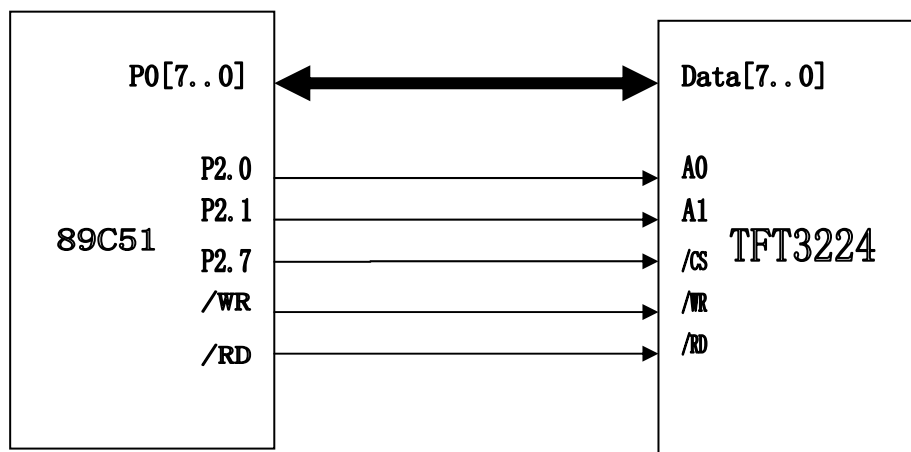 P0[7..0] Data[7..0]
P2.0 A0
P2.1 A1
89C51 TFT3224
P2.7 /CS
/WR /WR
/RD /RD